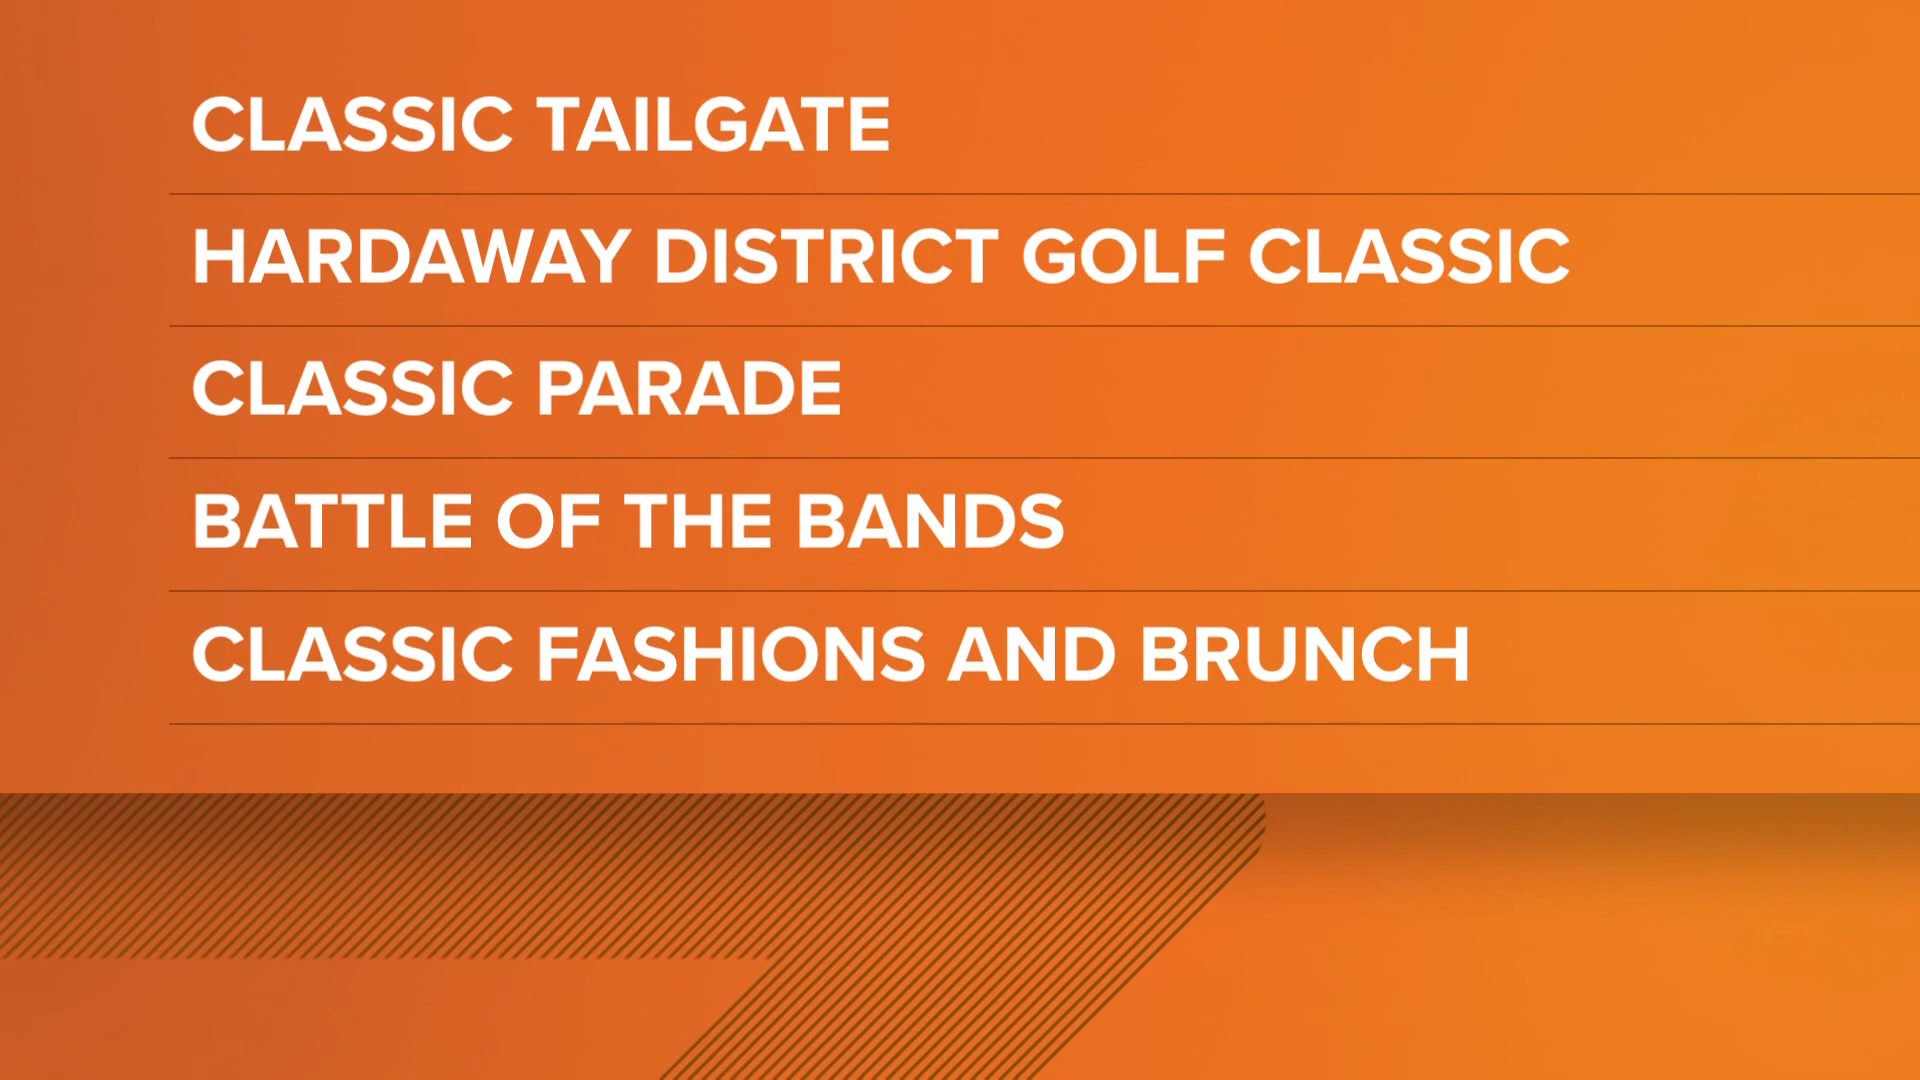 CLASSIC TAILGATE
HARDAWAY DISTRICT GOLF CLASSIC
CLASSIC PARADE
BATTLE OF THE BANDS
CLASSIC FASHIONS AND BRUNCH